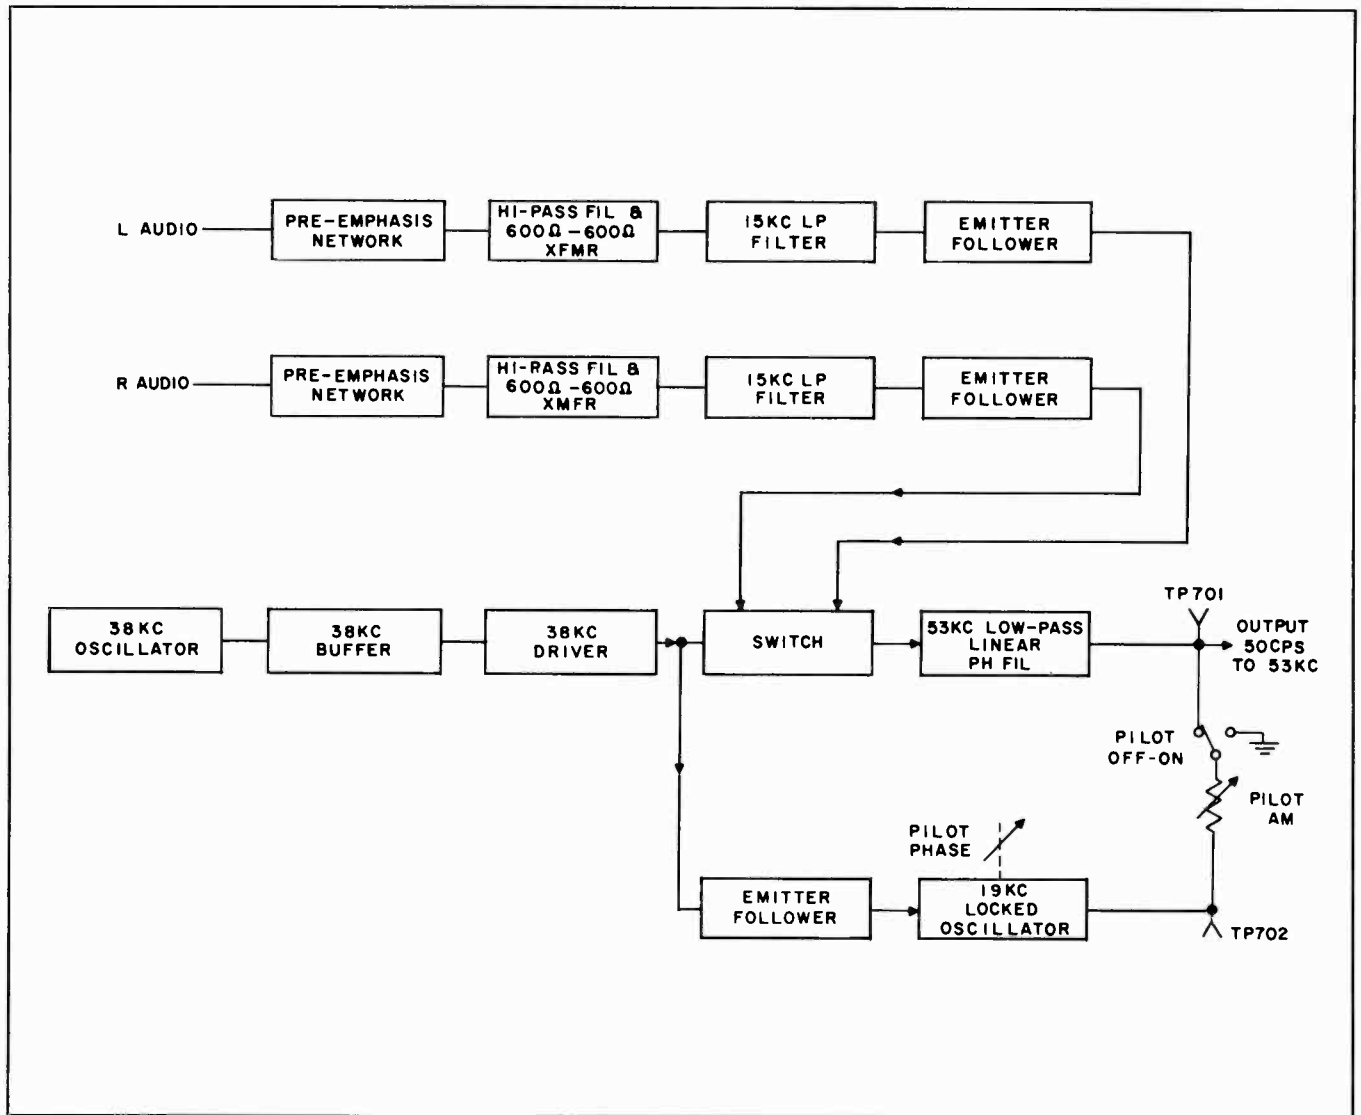 L AUDIO
PRE-EMPHASIS
NETWORK
HI-PASS FIL &
600Ω-600Ω
XFMR
15KC LP
FILTER
EMITTER
FOLLOWER
R AUDIO
PRE-EMPHASIS
NETWORK
HI-RASS FIL &
600Ω-600Ω
XMFR
15KC LP
FILTER
EMITTER
FOLLOWER
38KC
OSCILLATOR
38KC
BUFFER
38KC
DRIVER
SWITCH
53KC LOW-PASS
LINEAR
PH FIL
TP701
OUTPUT
50CPS
TO 53KC
PILOT
OFF-ON
PILOT
AM
PILOT
PHASE
EMITTER
FOLLOWER
19KC
LOCKED
OSCILLATOR
TP702